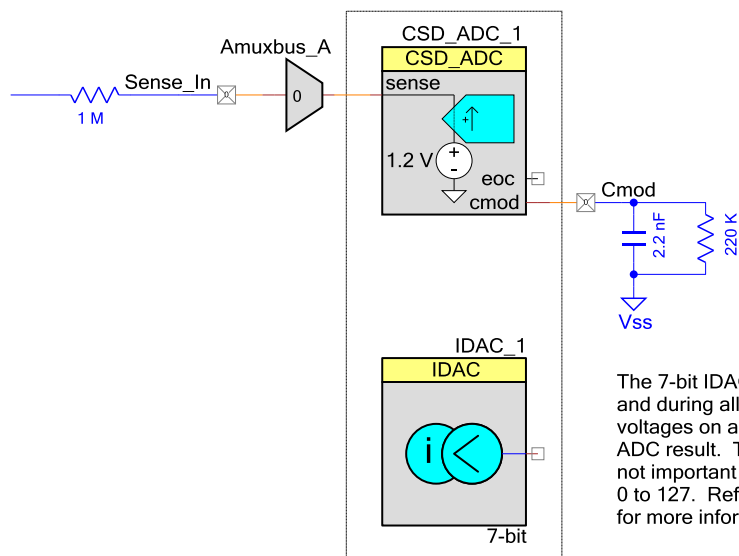 CSD_ADC_1
Amuxbus_A
CSD_ADC
Sense_In
sense
0
+
1 M
1.2 V
+
-
eoc
cmod
Cmod
2.2 nF
220 K
Vss
IDAC_1
IDAC
i
7-bit
The 7-bit IDAC
and during all
voltages on a
ADC result. T
not important
0 to 127. Ref
for more infor